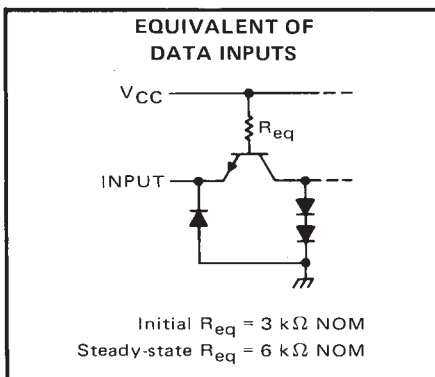 EQUIVALENT OF
DATA INPUTS
VCC
Req
INPUT
Initial Req = 3 kΩ NOM
Steady-state Req = 6 kΩ NOM